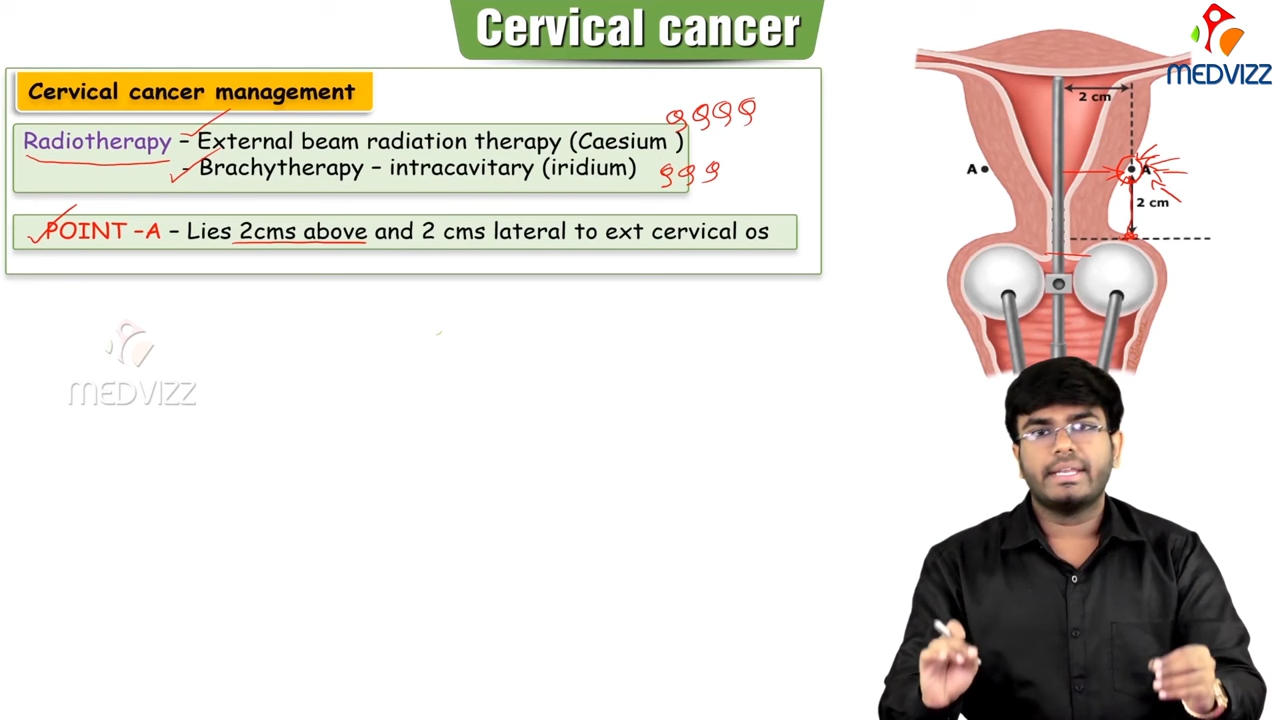 Cervical cancer
MEDVIZZ
Cervical cancer management
Radiotherapy – External beam radiation therapy (Caesium )
- Brachytherapy – intracavitary (iridium)
POINT –A – Lies 2cms above and 2 cms lateral to ext cervical os
2 cm
A
A
2 cm
MEDVIZZ